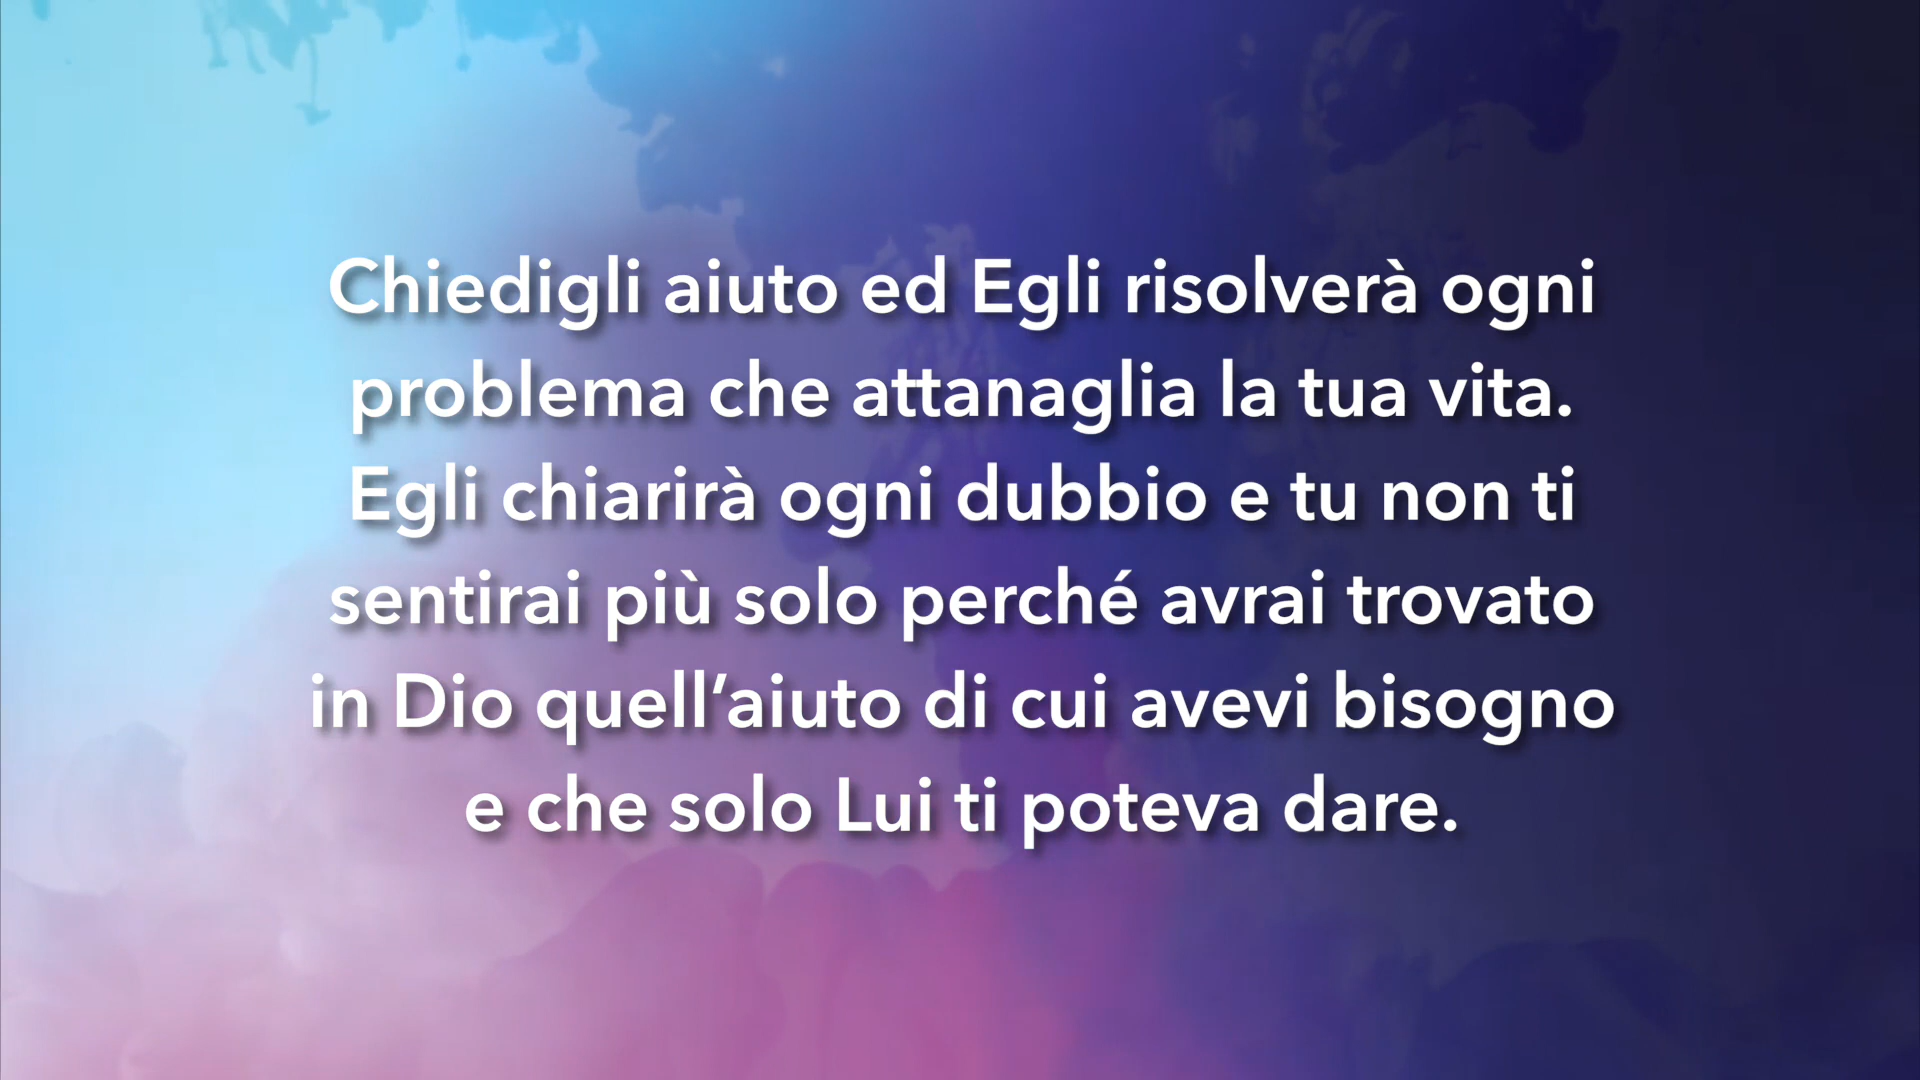 Chiedigli aiuto ed Egli risolverà ogni
problema che attanaglia la tua vita.
Egli chiarirà ogni dubbio e tu non ti
sentirai più solo perché avrai trovato
in Dio quell’aiuto di cui avevi bisogno
e che solo Lui ti poteva dare.